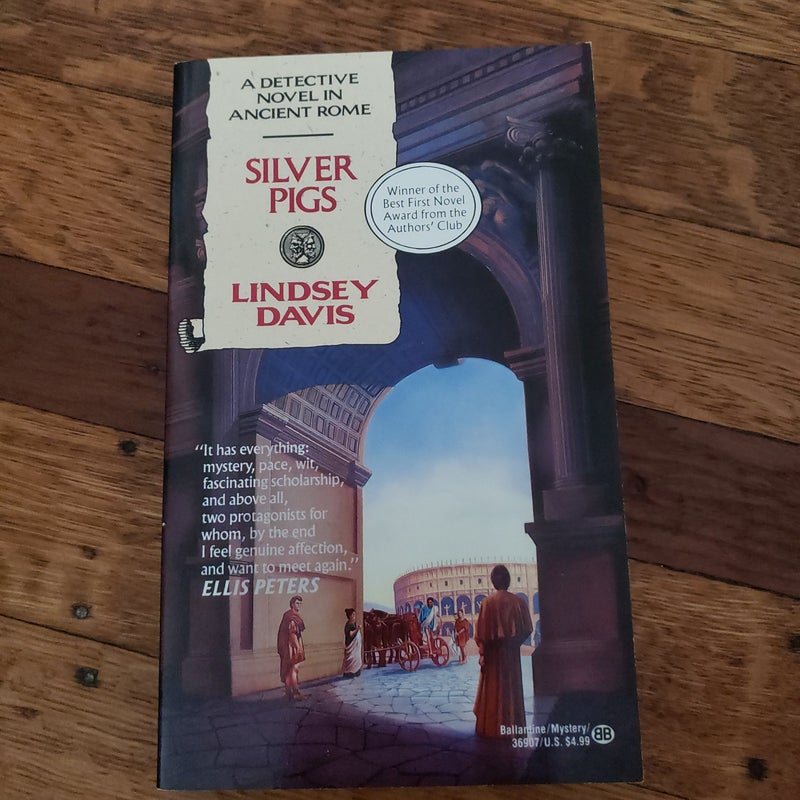 A DETECTIVE
NOVEL IN
ANCIENT ROME
SILVER
PIGS
Winner of the
Best First Novel
Award from the
Authors' Club
LINDSEY
DAVIS
"It has everything:
mystery, pace, wit,
fascinating scholarship,
and above all,
two protagonists for
whom, by the end
I feel genuine affection,
and want to meet again."
ELLIS PETERS
Ballantine/Mystery/
36907/U.S. $4.99
BB